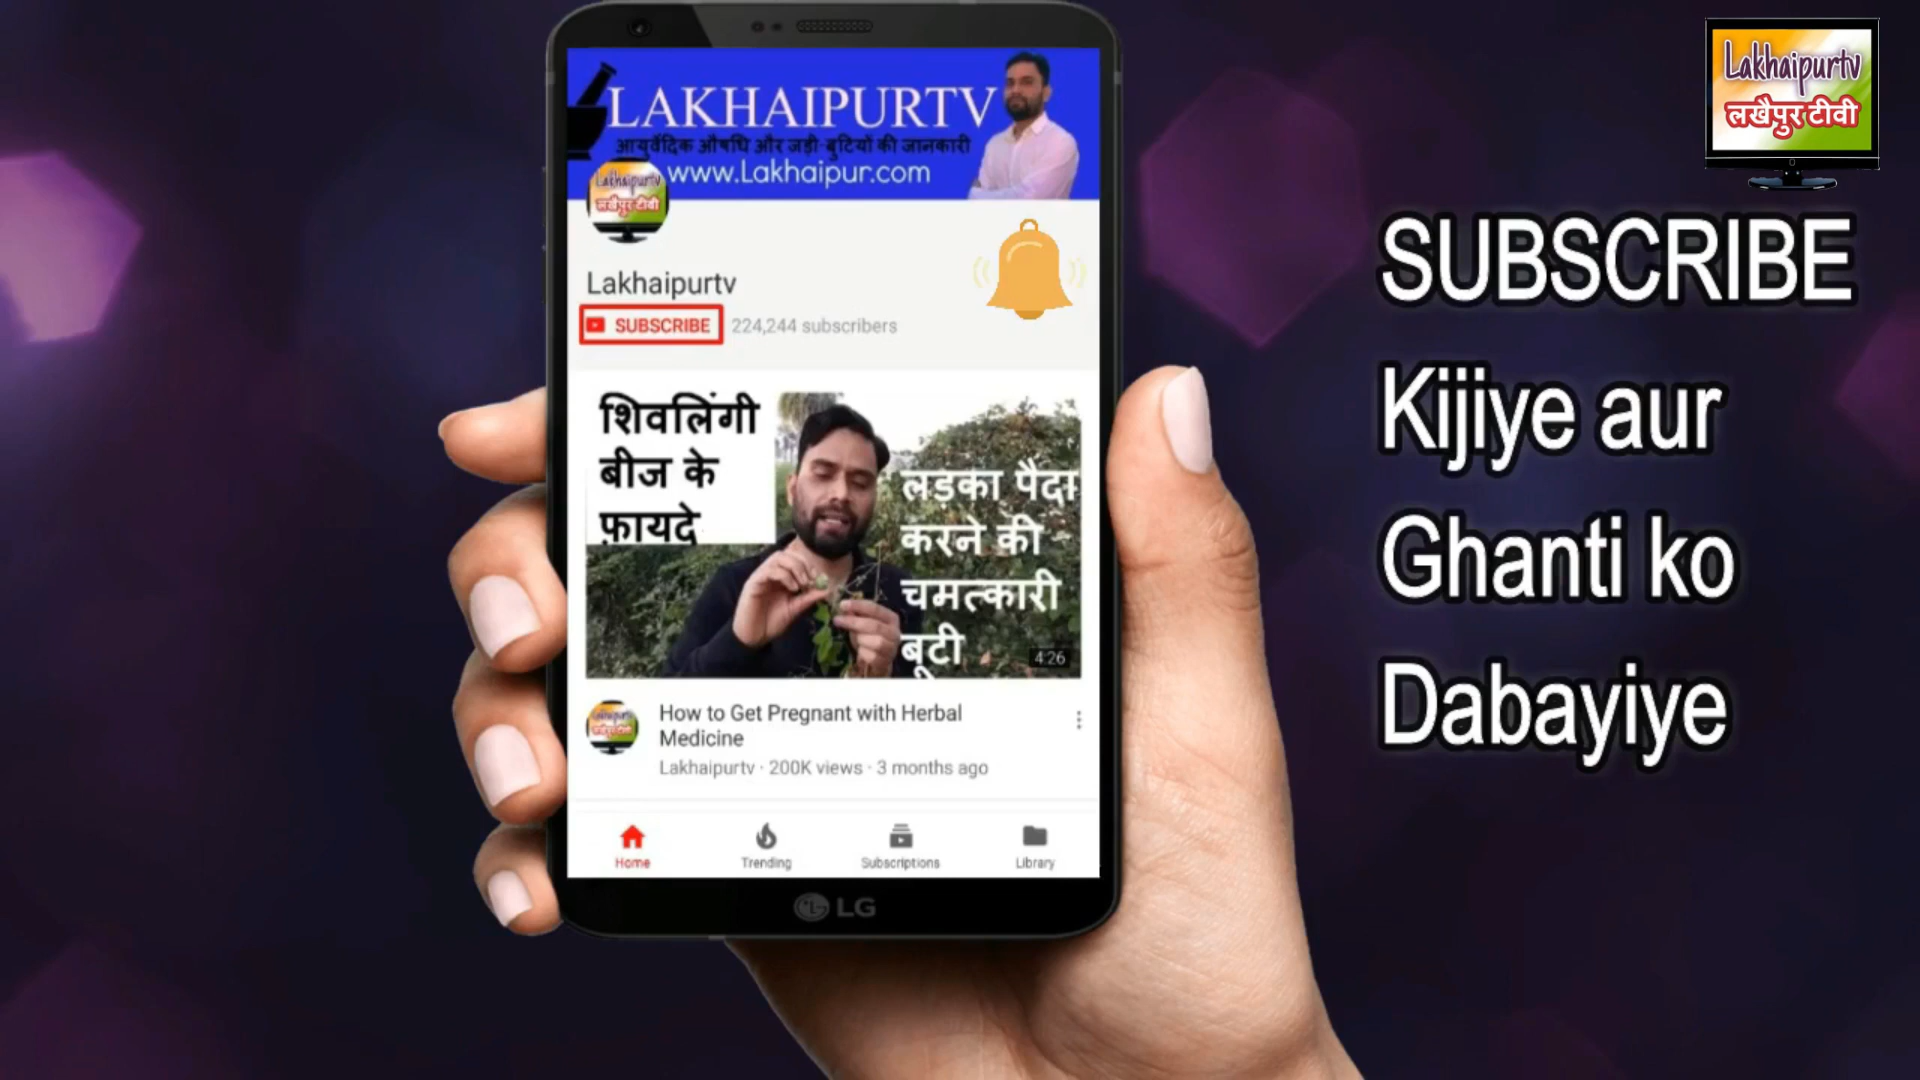 LAKHAIPURTV
आयुर्वेदिक औषधि और जड़ी-बुटियों की जानकारी
www.Lakhaipur.com
Lakhaipurtv
लखैपुर टीवी
Lakhaipurtv
SUBSCRIBE 224,244 subscribers
शिवलिंगी
बीज के
फ़ायदे
लड़का पैदा
करने की
चमत्कारी
बूटी
4:26
How to Get Pregnant with Herbal
Medicine
Lakhaipurtv · 200K views · 3 months ago
Home Trending Subscriptions Library
LG
Lakhaipurtv
लखैपुर टीवी
SUBSCRIBE
Kijiye aur
Ghanti ko
Dabayiye